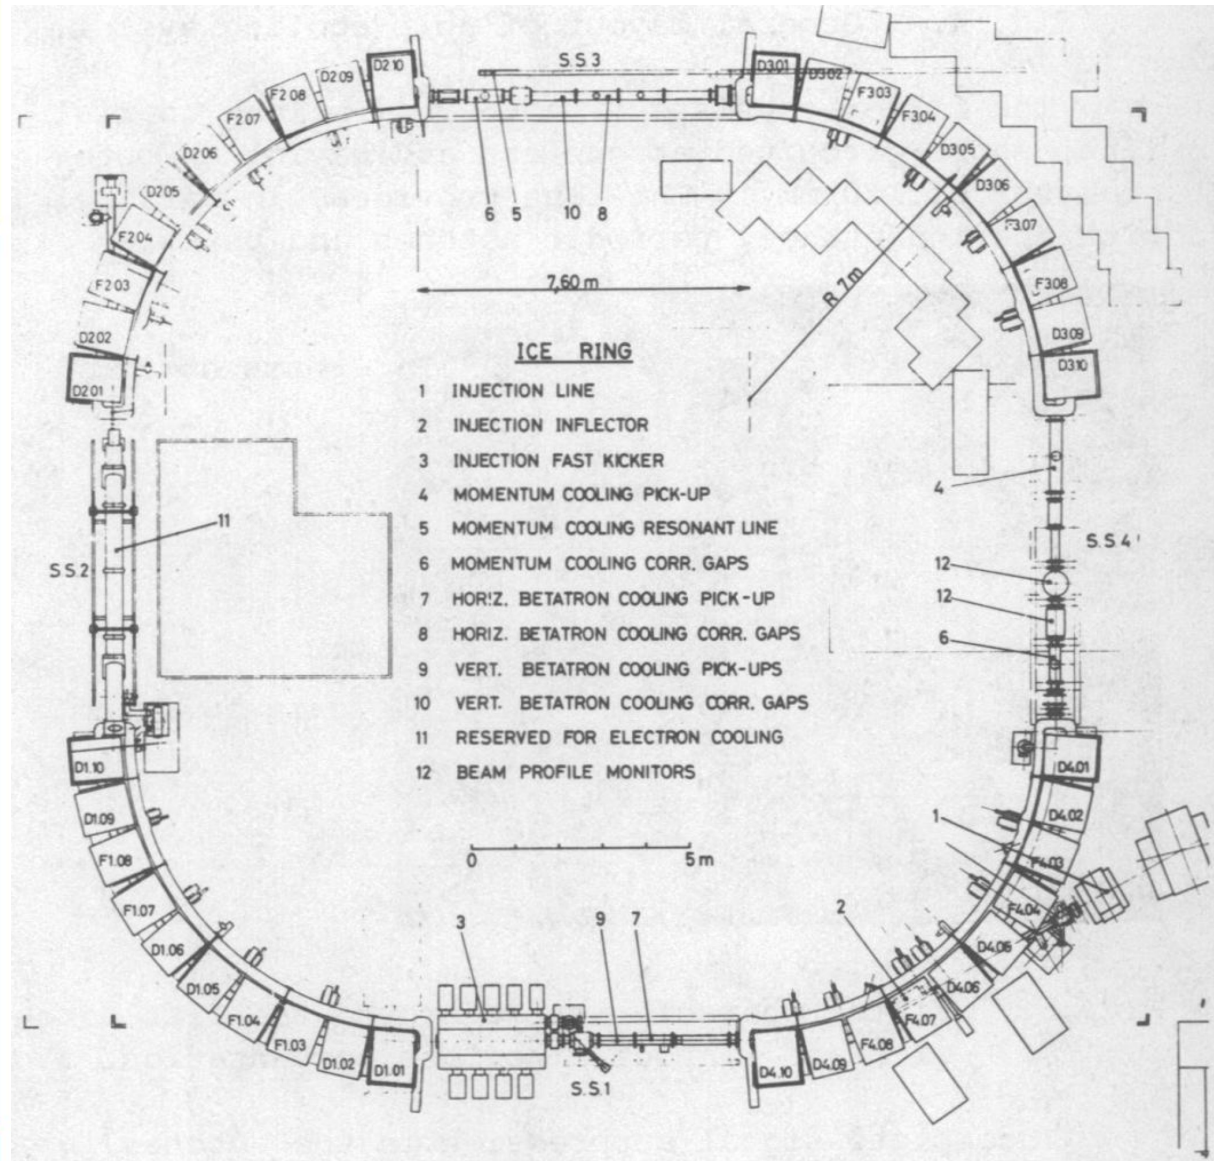 D2.10
S S 3
D3.01
D2.09
D3.02
F2.08
F3.03
F2.07
F3.04
D2.06
D3.05
D2.05
D3.06
6 5 10 8
F2.04
F3.07
7,60 m
R 7m
F2.03
F3.08
D2.02
D3.09
ICE RING
D2.01
D3.10
1 INJECTION LINE
2 INJECTION INFLECTOR
3 INJECTION FAST KICKER
4 MOMENTUM COOLING PICK-UP
4
5 MOMENTUM COOLING RESONANT LINE
11
S.S.4
6 MOMENTUM COOLING CORR. GAPS
12
S S.2
7 HORIZ. BETATRON COOLING PICK-UP
12
8 HORIZ. BETATRON COOLING CORR. GAPS
6
9 VERT. BETATRON COOLING PICK-UPS
10 VERT. BETATRON COOLING CORR. GAPS
11 RESERVED FOR ELECTRON COOLING
12 BEAM PROFILE MONITORS
D1.10
D4.01
D1.09
D4.02
1
F1.08
F4.03
0 5 m
F1.07
F4.04
2
3 9 7
D1.06
D4.05
D1.05
D4.06
F1.04
F4.07
F1.03
F4.08
D1.02
D4.09
D1.01
D4.10
S.S.1